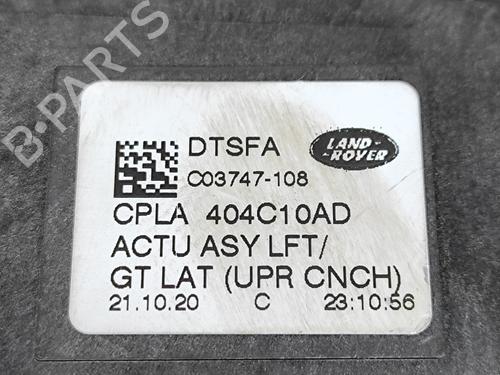 B-PARTS
DTSFA
LAND-
-ROVER
C03747-108
CPLA 404C10AD
ACTU ASY LFT/
GT LAT (UPR CNCH)
21.10.20 C 23:10:56